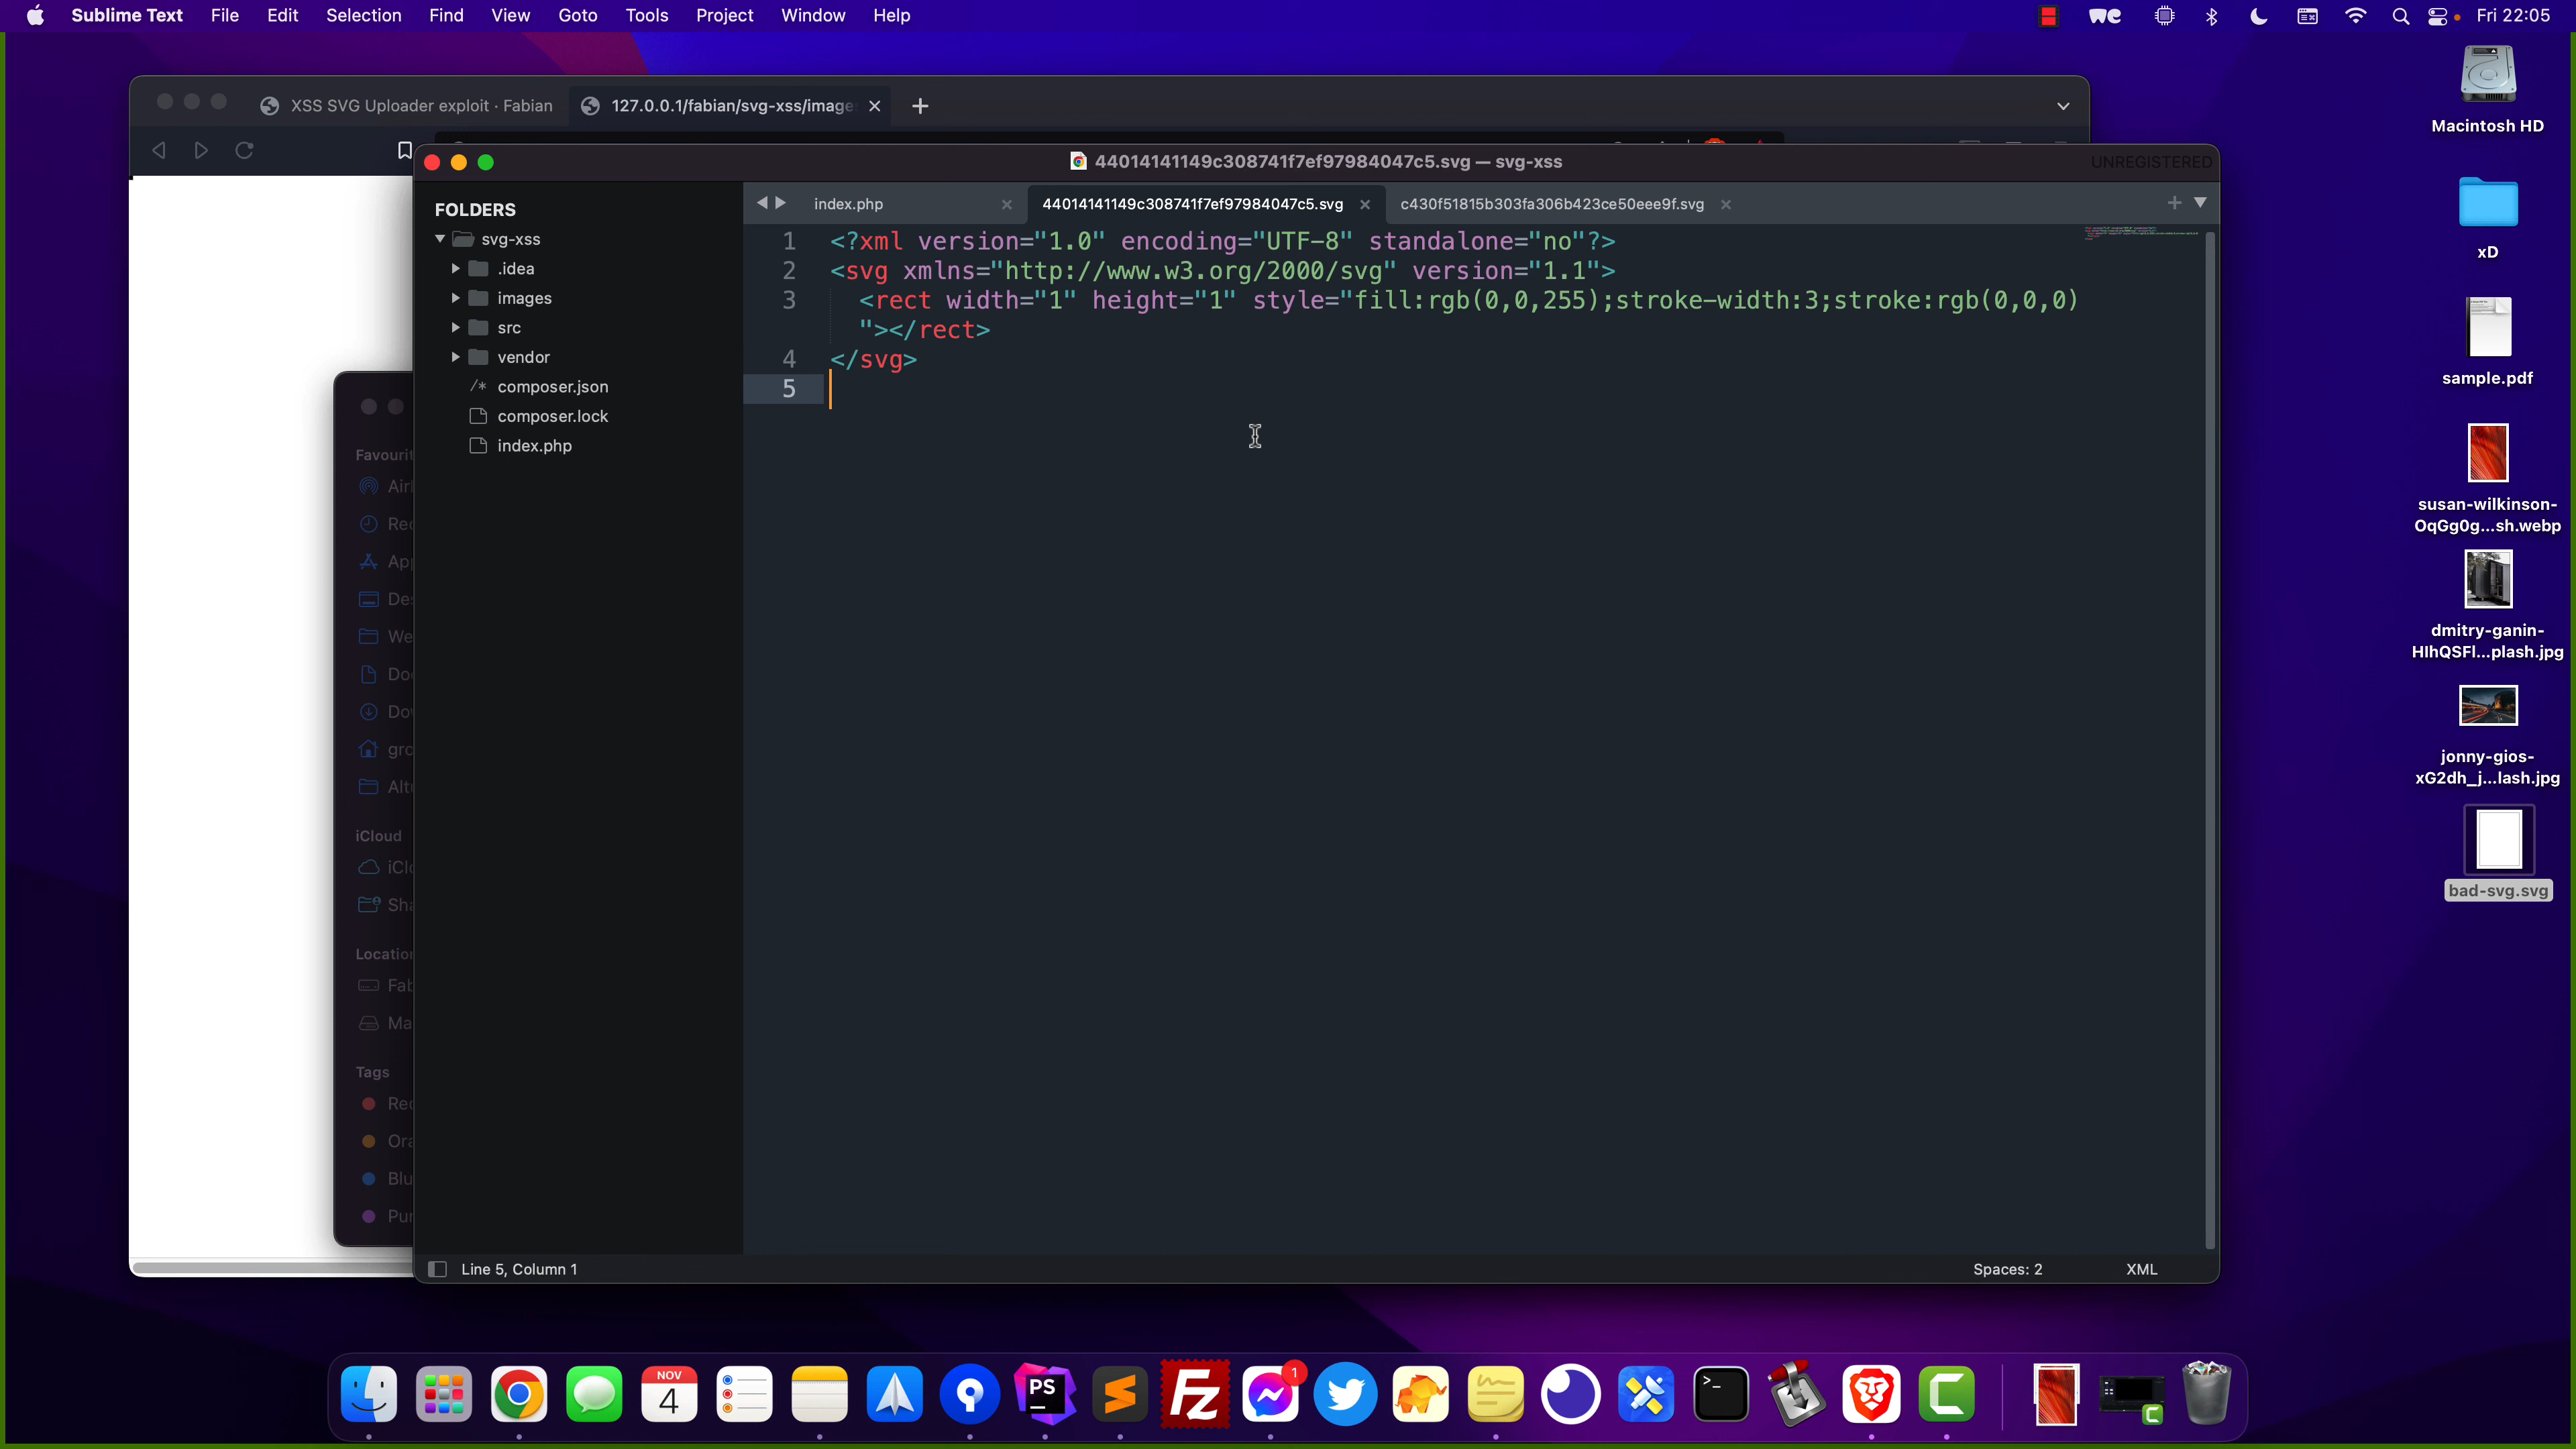 Sublime Text File Edit Selection Find View Goto Tools Project Window Help
Fri 22:05
XSS SVG Uploader exploit · Fabian
127.0.0.1/fabian/svg-xss/image
44014141149c308741f7ef97984047c5.svg — svg-xss
UNREGISTERED
FOLDERS
svg-xss
.idea
images
src
vendor
/* composer.json
composer.lock
index.php
index.php
44014141149c308741f7ef97984047c5.svg
c430f51815b303fa306b423ce50eee9f.svg
1 <?xml version="1.0" encoding="UTF-8" standalone="no"?>
2 <svg xmlns="http://www.w3.org/2000/svg" version="1.1">
3 <rect width="1" height="1" style="fill:rgb(0,0,255);stroke-width:3;stroke:rgb(0,0,0)
"></rect>
4 </svg>
5
Line 5, Column 1
Spaces: 2
XML
iCloud
Tags
Macintosh HD
xD
sample.pdf
susan-wilkinson-
OqGg0g...sh.webp
dmitry-ganin-
HIhQSFl...plash.jpg
jonny-gios-
xG2dh_j...lash.jpg
bad-svg.svg
NOV
4
PS
Fz
1
>_